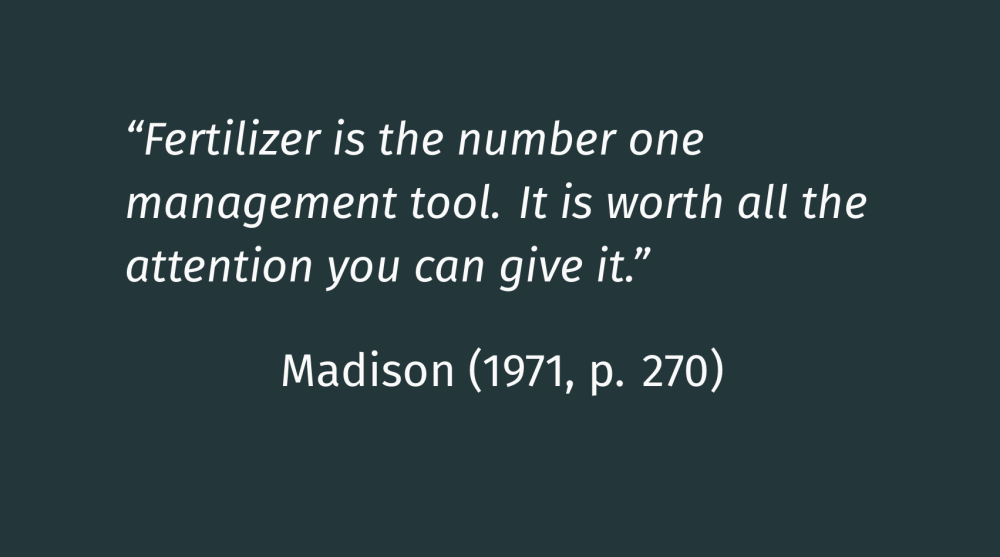 “Fertilizer is the number one
management tool. It is worth all the
attention you can give it.”
Madison (1971, p. 270)